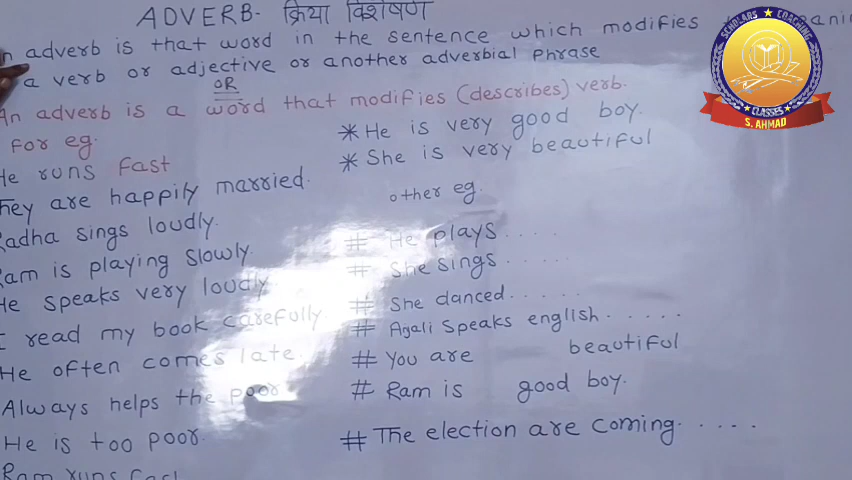 ADVERB- क्रिया विशेषण
adverb is that word in the sentence which modifies
a verb or adjective or another adverbial phrase
OR
An adverb is a word that modifies (describes) verb.
for eg.
He runs fast
They are happily married.
Radha sings loudly.
Ram is playing slowly.
He speaks very loudly
I read my book carefully
He often comes late.
Always helps the poor
He is too poor.
Ram runs
* He is very good boy.
* She is very beautiful
other eg.
# He plays.....
# She sings......
# She danced......
# Anjali speaks english......
# You are beautiful
# Ram is good boy.
# The election are coming.....
SCHOLARS COACHING
CLASSES
S. AHMAD